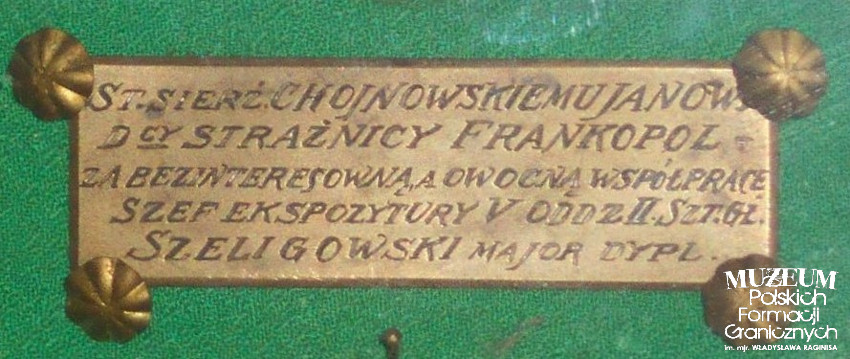 ST. SIERŻ. CHOJNOWSKIEMU JANOWI
DCY STRAŻNICY FRANKOPOL -
ZA BEZINTERESOWNĄ, A OWOCNĄ WSPÓŁPRACĘ
SZEF EKSPOZYTURY V ODDZ II. SZT. GŁ.
SZELIGOWSKI MAJOR DYPL.
MUZEUM
Polskich
Formacji
Granicznych
im. mjr. WŁADYSŁAWA RAGINISA